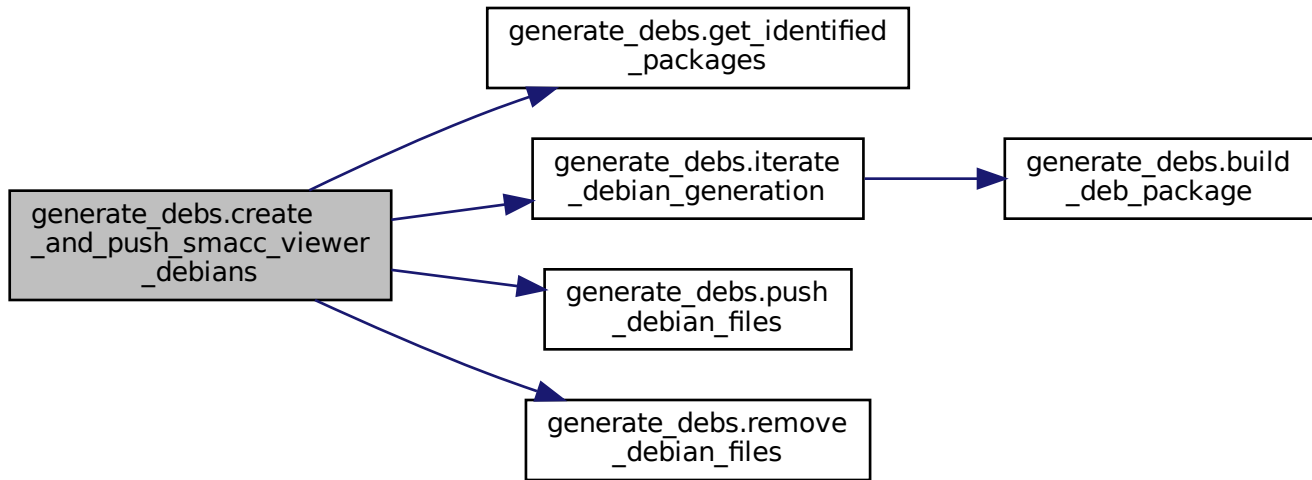 generate_debs.get_identified
_packages
generate_debs.iterate
_debian_generation
generate_debs.build
_deb_package
generate_debs.create
_and_push_smacc_viewer
_debians
generate_debs.push
_debian_files
generate_debs.remove
_debian_files